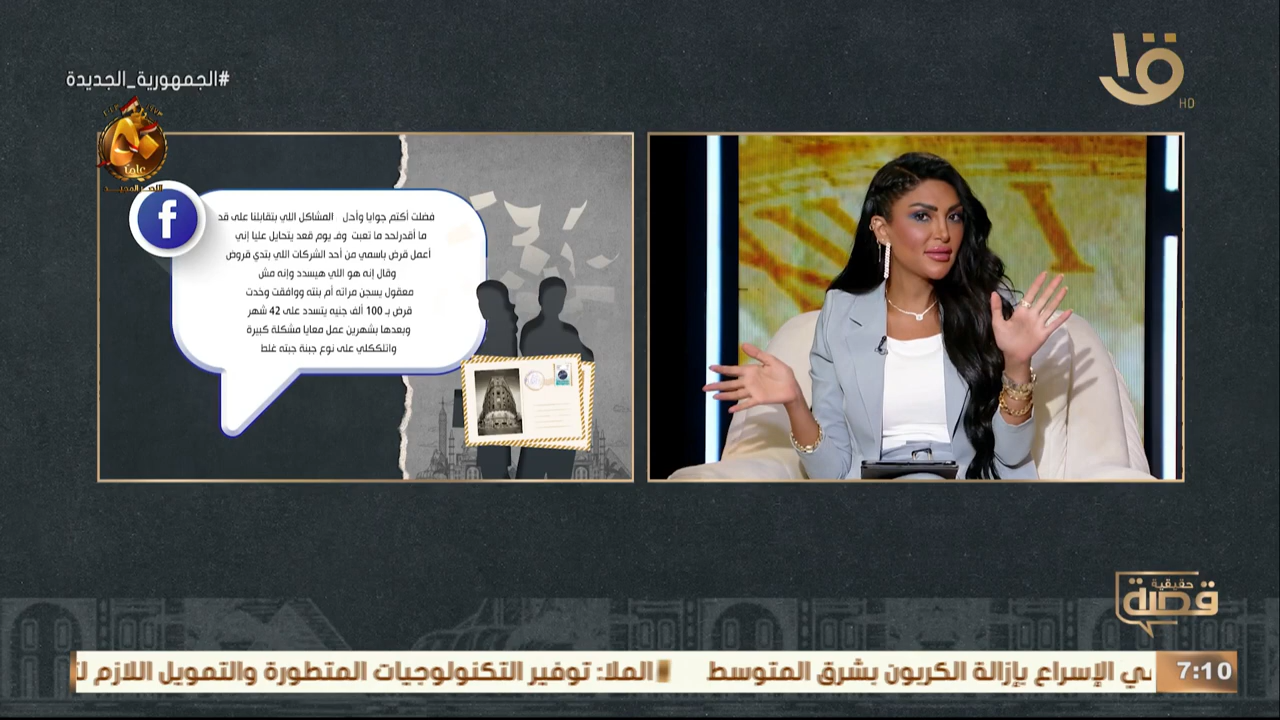 #الجمهورية_الجديدة
HD
عاماً
فضلت أكتم جوايا وأحل المشاكل اللي بتقابلنا على قد
ما أقدرلحد ما تعبت وف يوم قعد يتحايل عليا إني
أعمل قرض باسمي من أحد الشركات اللي بتدي قروض
وقال إنه هو اللي هيسدد وإنه مش
معقول يسجن مراته أم بنته ووافقت وخدت
قرض بـ 100 ألف جنيه يتسدد على 42 شهر
وبعدها بشهرين عمل معايا مشكلة كبيرة
واتلككلي على نوع جبنة جبته غلط
قصة حقيقية
ي الإسراع بإزالة الكربون بشرق المتوسط
الملا: توفير التكنولوجيات المتطورة والتمويل اللازم
7:10